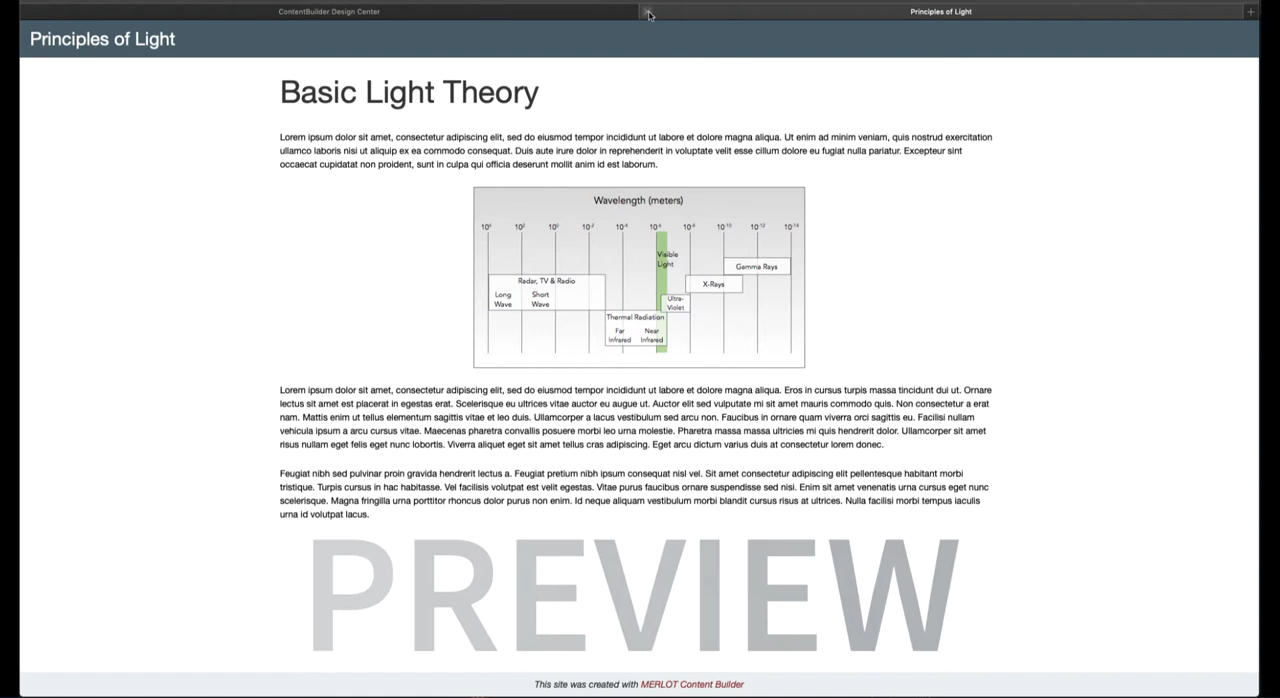 ContentBuilder Design Center
Principles of Light
Principles of Light
Basic Light Theory
Lorem ipsum dolor sit amet, consectetur adipiscing elit, sed do eiusmod tempor incididunt ut labore et dolore magna aliqua. Ut enim ad minim veniam, quis nostrud exercitation
ullamco laboris nisi ut aliquip ex ea commodo consequat. Duis aute irure dolor in reprehenderit in voluptate velit esse cillum dolore eu fugiat nulla pariatur. Excepteur sint
occaecat cupidatat non proident, sunt in culpa qui officia deserunt mollit anim id est laborum.
Wavelength (meters)
Visible
Light
Gamma Rays
Radar, TV & Radio
X-Rays
Long
Wave
Short
Wave
Ultra-
Violet
Thermal Radiation
Far
Infrared
Near
Infrared
Lorem ipsum dolor sit amet, consectetur adipiscing elit, sed do eiusmod tempor incididunt ut labore et dolore magna aliqua. Eros in cursus turpis massa tincidunt dui ut. Ornare
lectus sit amet est placerat in egestas erat. Scelerisque eu ultrices vitae auctor eu augue ut. Auctor elit sed vulputate mi sit amet mauris commodo quis. Non consectetur a erat
nam. Mattis enim ut tellus elementum sagittis vitae et leo duis. Ullamcorper a lacus vestibulum sed arcu non. Faucibus in ornare quam viverra orci sagittis eu. Facilisi nullam
vehicula ipsum a arcu cursus vitae. Maecenas pharetra convallis posuere morbi leo urna molestie. Pharetra massa massa ultricies mi quis hendrerit dolor. Ullamcorper sit amet
risus nullam eget felis eget nunc lobortis. Viverra aliquet eget sit amet tellus cras adipiscing. Eget arcu dictum varius duis at consectetur lorem donec.
Feugiat nibh sed pulvinar proin gravida hendrerit lectus a. Feugiat pretium nibh ipsum consequat nisl vel. Sit amet consectetur adipiscing elit pellentesque habitant morbi
tristique. Turpis cursus in hac habitasse. Vel facilisis volutpat est velit egestas. Vitae purus faucibus ornare suspendisse sed nisi. Enim sit amet venenatis urna cursus eget nunc
scelerisque. Magna fringilla urna porttitor rhoncus dolor purus non enim. Id neque aliquam vestibulum morbi blandit cursus risus at ultrices. Nulla facilisi morbi tempus iaculis
urna id volutpat lacus.
PREVIEW
This site was created with MERLOT Content Builder